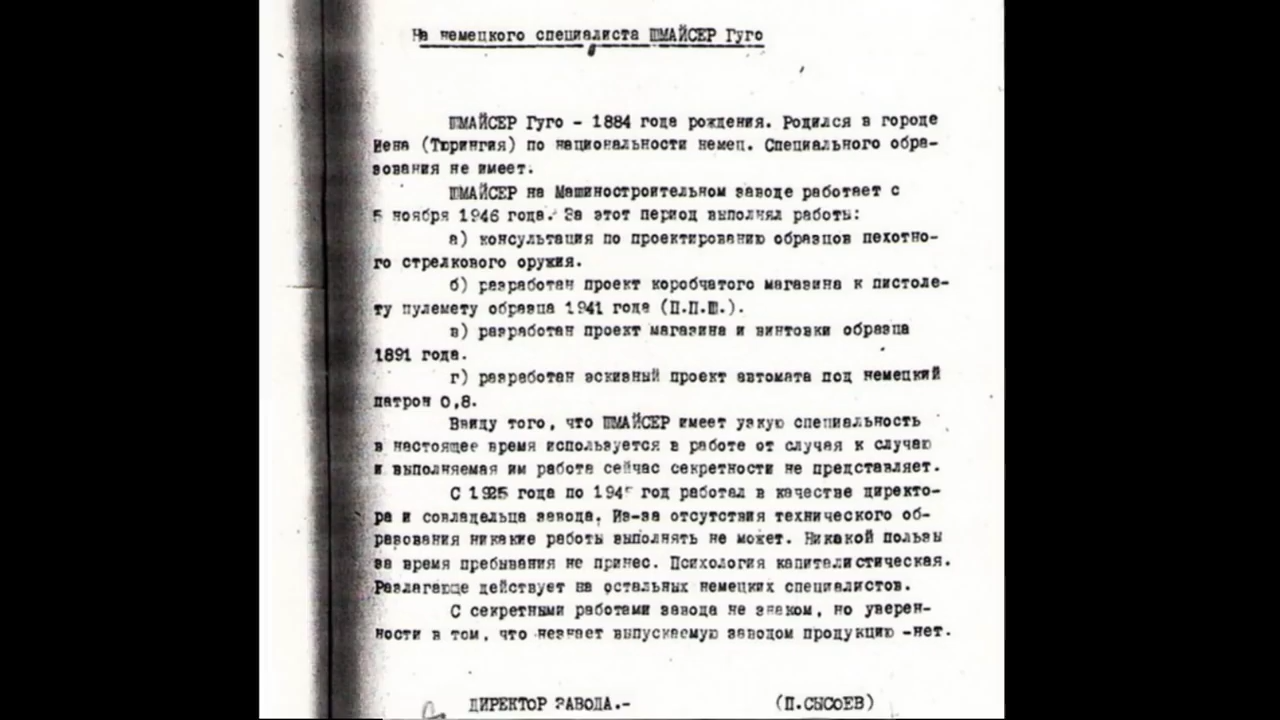 На немецкого специалиста ШМАЙСЕР Гуго
ШМАЙСЕР Гуго - 1884 года рождения. Родился в городе
Иена (Тюрингия) по национальности немец. Специального обра-
зования не имеет.
ШМАЙСЕР на Машиностроительном заводе работает с
5 ноября 1946 года. За этот период выполнял работы:
а) консультация по проектированию образцов пехотно-
го стрелкового оружия.
б) разработан проект коробчатого магазина к пистоле-
ту пулемету образца 1941 года (П.П.Ш.).
в) разработан проект магазина и винтовки образца
1891 года.
г) разработан эскизный проект автомата под немецкий
патрон 0,8.
Ввиду того, что ШМАЙСЕР имеет узкую специальность
в настоящее время используется в работе от случая к случаю
и выполняемая им работа сейчас секретности не представляет.
С 1925 года по год работал в качестве директо-
ра и совладельца завода. Из-за отсутствия технического об-
разования никакие работы выполнять не может. Никакой пользы
за время пребывания не принес. Психология капиталистическая.
Разлагающе действует на остальных немецких специалистов.
С секретными работами завода не знаком, но уверен-
ности в том, что незнает выпускаемую заводом продукцию -нет.
ДИРЕКТОР ЗАВОДА.- (П.СЫСОЕВ)